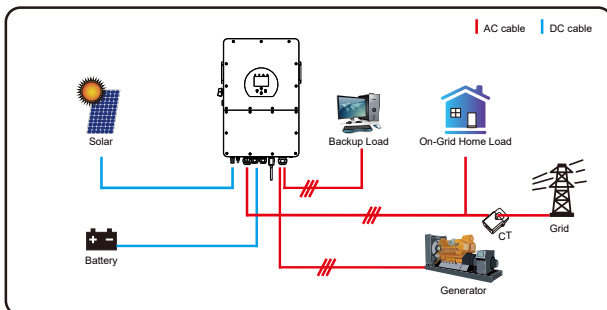 AC cable DC cable
Solar
Backup Load
On-Grid Home Load
CT
Grid
Battery
Generator